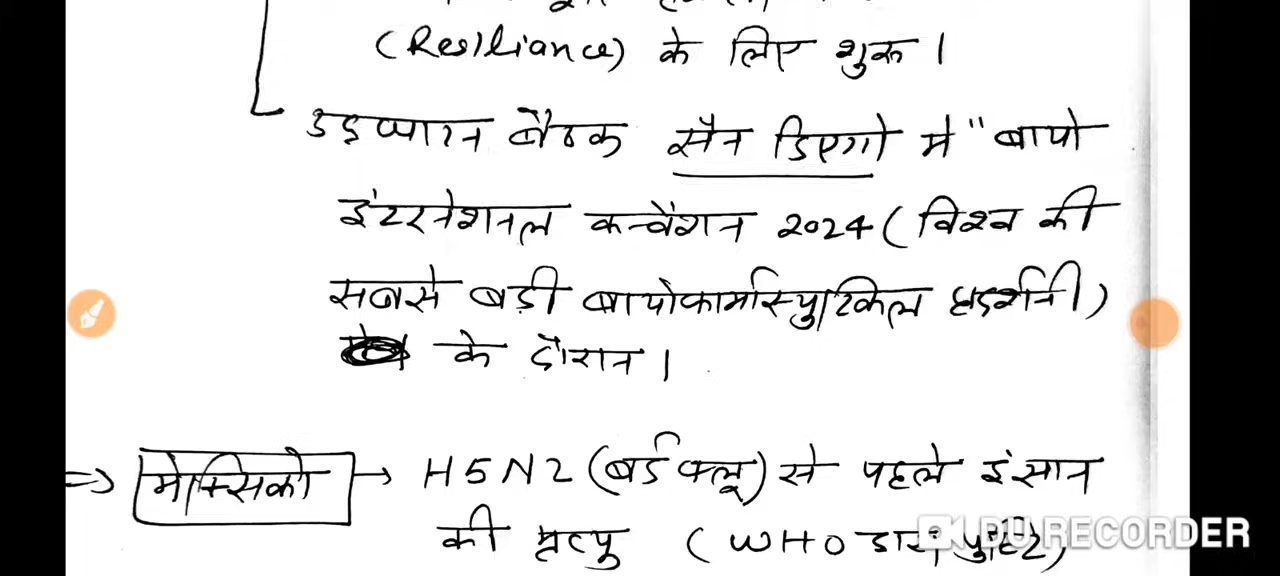 (Resiliance) के लिए शुरू ।
उद्घाटन बैठक सैन डिएगो में "बायो
इंटरनेशनल कन्वेंशन 2024 (विश्व की
सबसे बड़ी बायोफार्मास्युटिकल प्रदर्शनी)
के दौरान ।
=> मेक्सिको → H5N2 (बर्ड फ्लू) से पहले इंसान
की मृत्यु (WHO द्वारा पुष्टि)
DU RECORDER